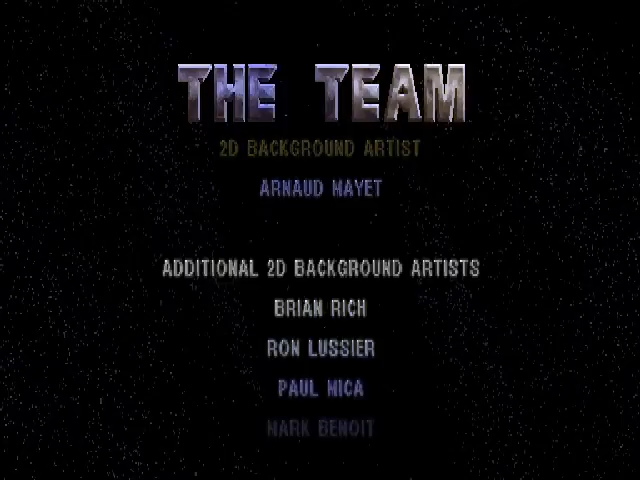 THE TEAM
2D BACKGROUND ARTIST
ARNAUD MAYET
ADDITIONAL 2D BACKGROUND ARTISTS
BRIAN RICH
RON LUSSIER
PAUL MICA
MARK BENOIT